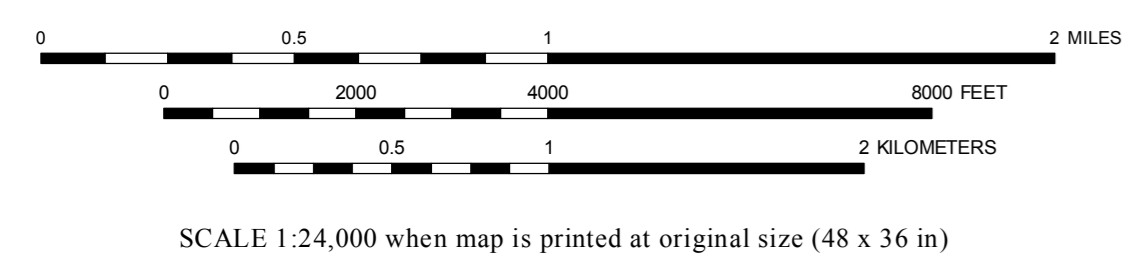 0 0.5 1 2 MILES
0 2000 4000 8000 FEET
0 0.5 1 2 KILOMETERS
SCALE 1:24,000 when map is printed at original size (48 x 36 in)